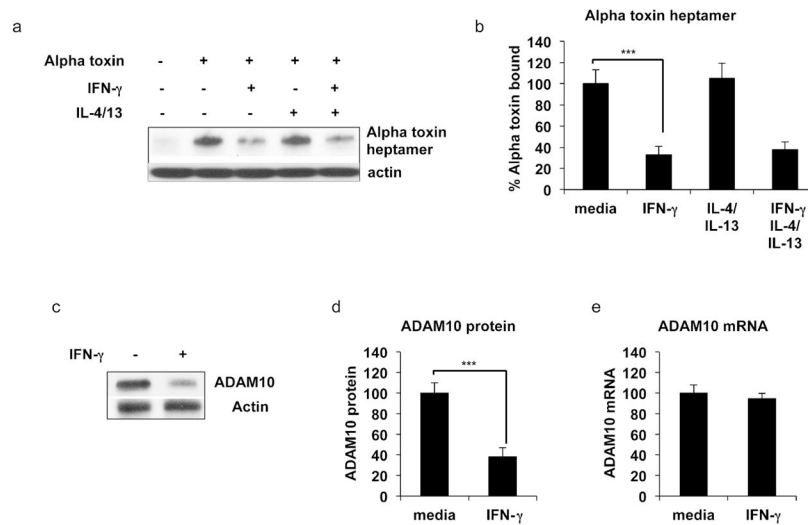 a
Alpha toxin - + + + +
IFN-γ - - + - +
IL-4/13 - - - + +
Alpha toxin
heptamer
actin
b
Alpha toxin heptamer
% Alpha toxin bound
140
120
100
80
60
40
20
0
***
media IFN-γ IL-4/ IFN-γ
IL-13 IL-4/
IL-13
c
IFN-γ - +
ADAM10
Actin
d
ADAM10 protein
ADAM10 protein
140
120
100
80
60
40
20
0
***
media IFN-γ
e
ADAM10 mRNA
ADAM10 mRNA
140
120
100
80
60
40
20
0
media IFN-γ